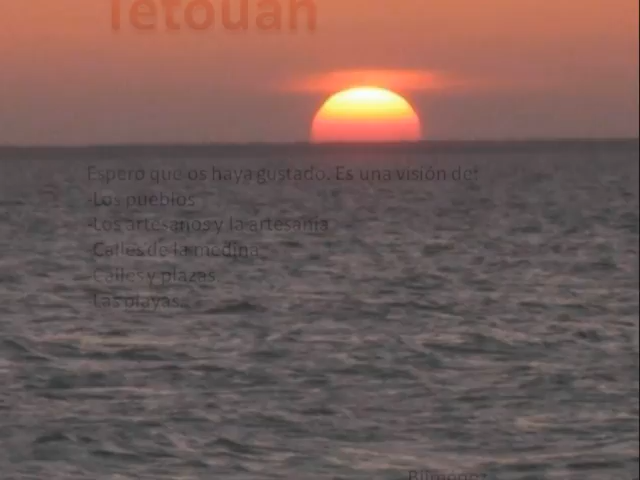 Tetouan
Espero que os haya gustado. Es una visión de:
-Los pueblos
-Los artesanos y la artesanía
-Calles de la medina
-Calles y plazas
-Las playas